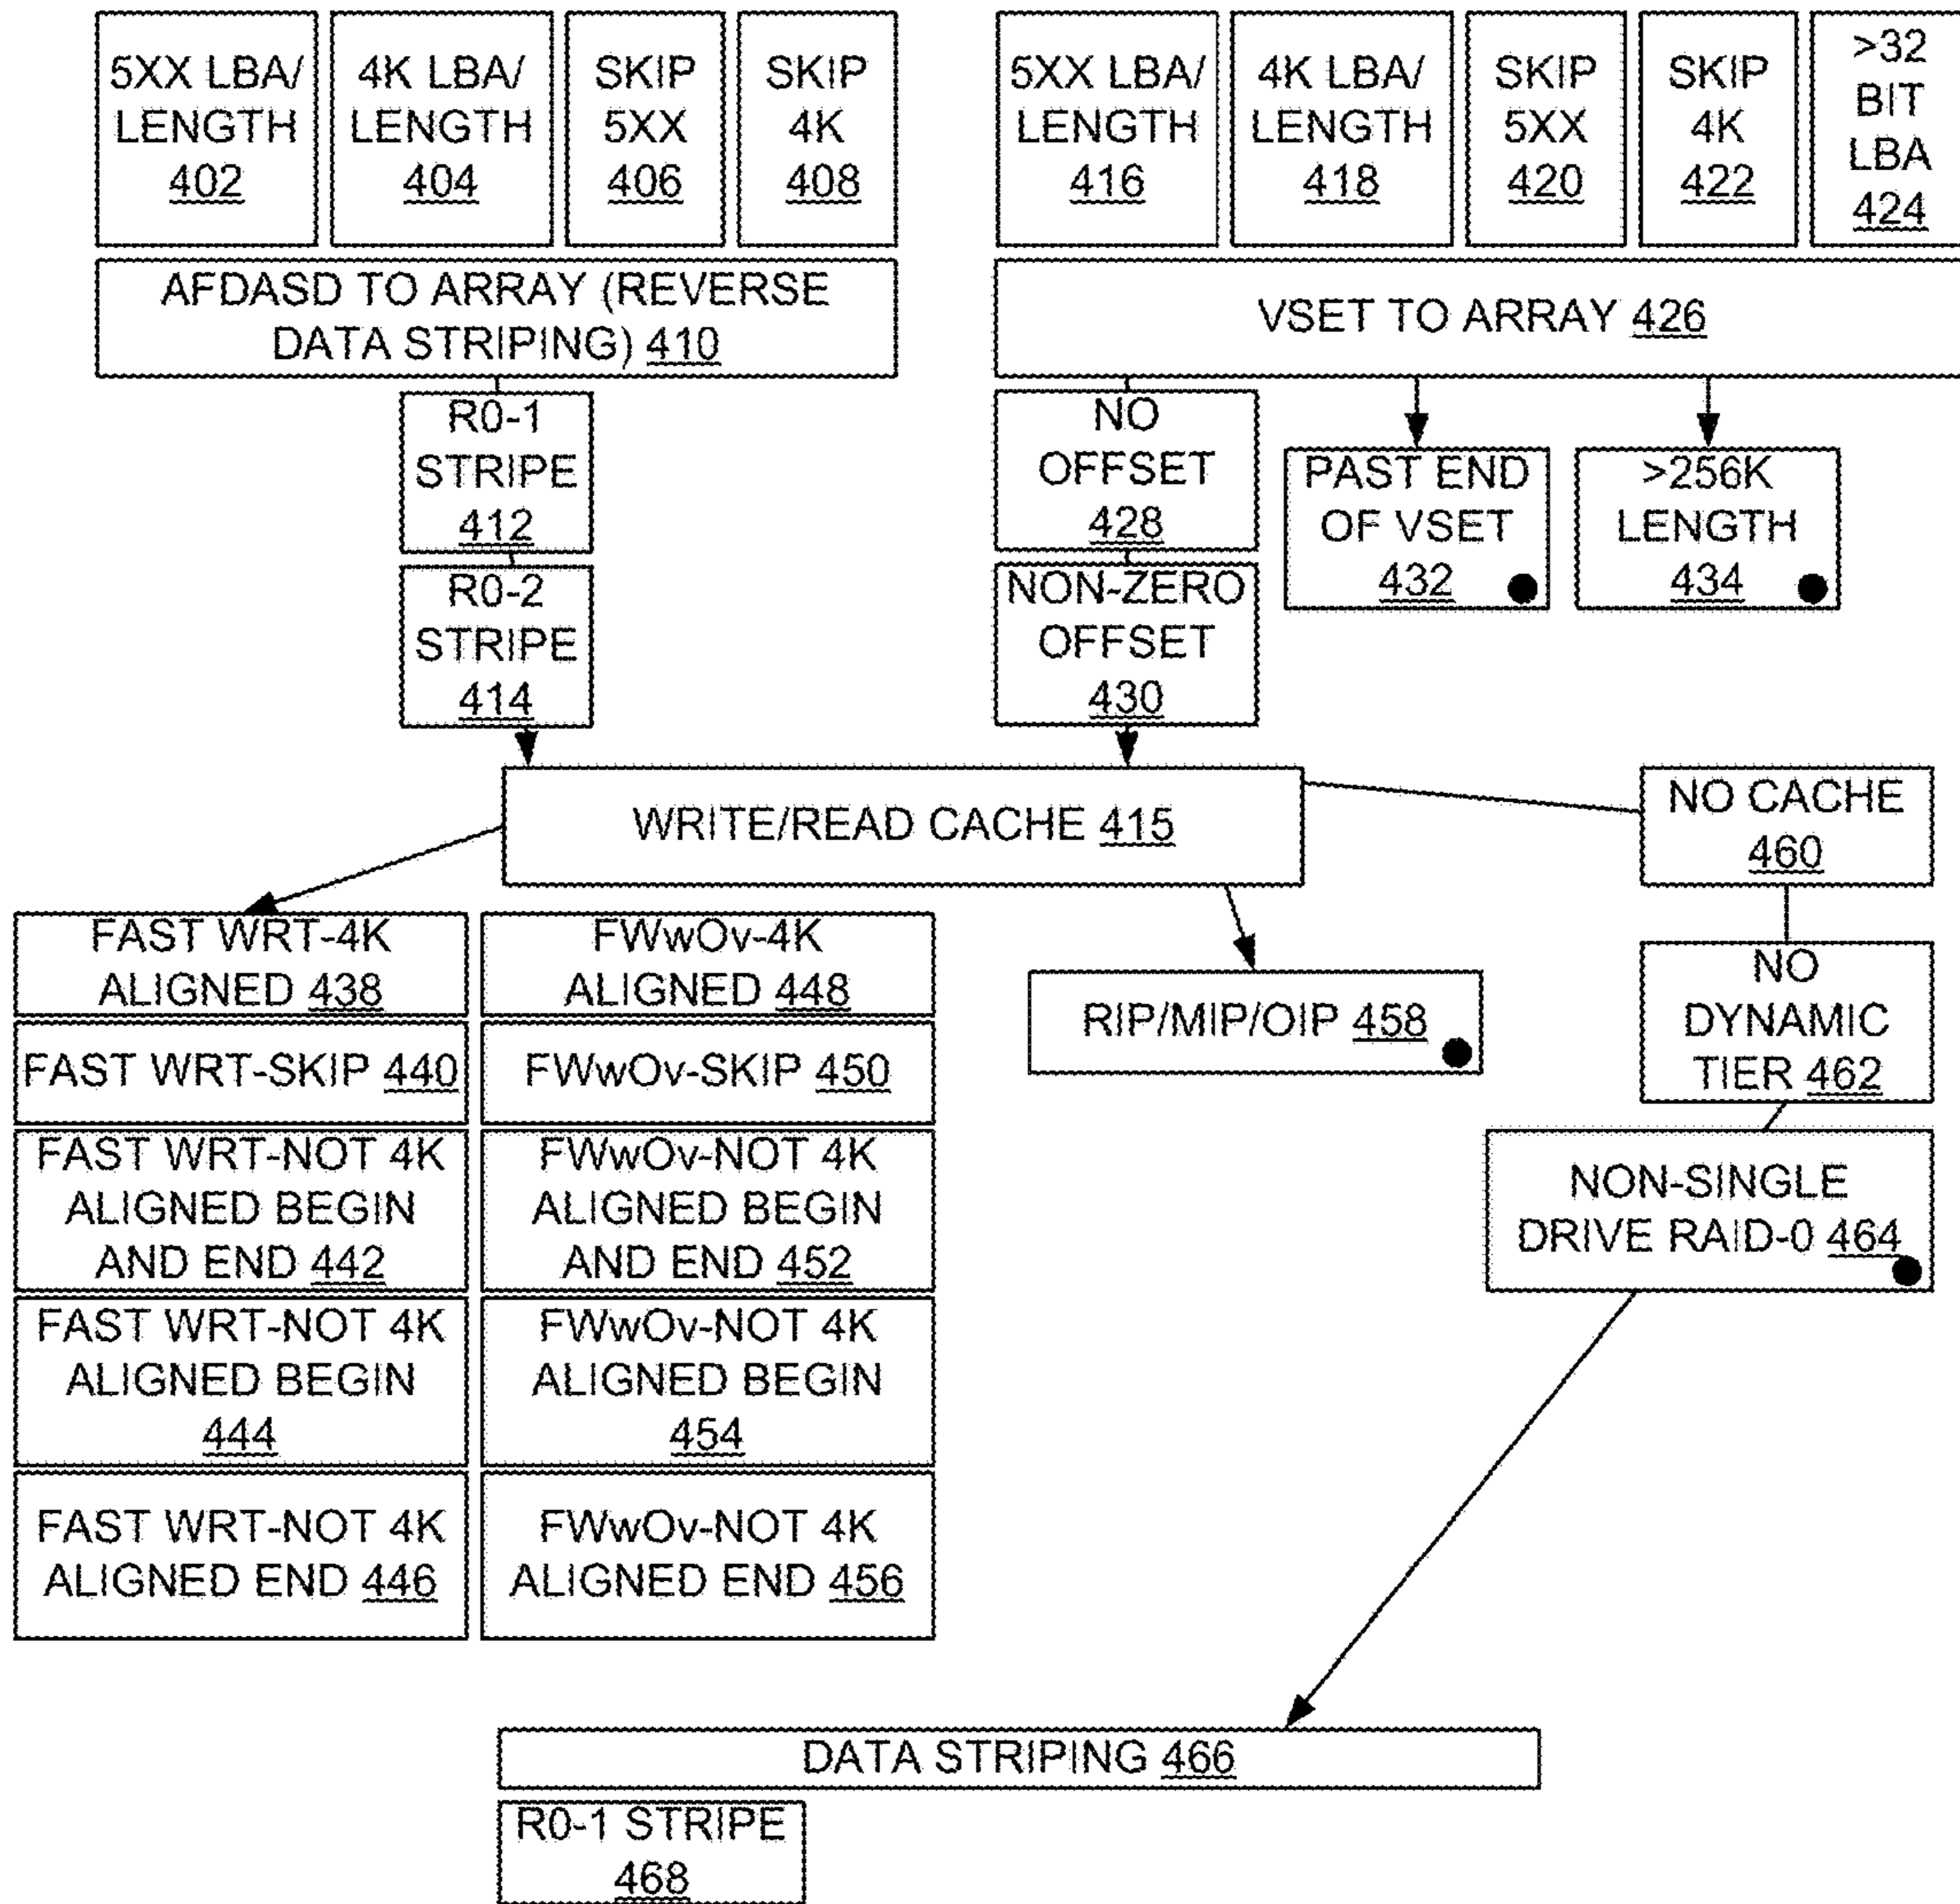 5XX LBA/
LENGTH
402
4K LBA/
LENGTH
404
SKIP
5XX
406
SKIP
4K
408
5XX LBA/
LENGTH
416
4K LBA/
LENGTH
418
SKIP
5XX
420
SKIP
4K
422
>32
BIT
LBA
424
AFDASD TO ARRAY (REVERSE
DATA STRIPING) 410
VSET TO ARRAY 426
R0-1
STRIPE
412
R0-2
STRIPE
414
NO
OFFSET
428
NON-ZERO
OFFSET
430
PAST END
OF VSET
432
>256K
LENGTH
434
WRITE/READ CACHE 415
NO CACHE
460
FAST WRT-4K
ALIGNED 438
FWwOv-4K
ALIGNED 448
FAST WRT-SKIP 440
FWwOv-SKIP 450
FAST WRT-NOT 4K
ALIGNED BEGIN
AND END 442
FWwOv-NOT 4K
ALIGNED BEGIN
AND END 452
FAST WRT-NOT 4K
ALIGNED BEGIN
444
FWwOv-NOT 4K
ALIGNED BEGIN
454
FAST WRT-NOT 4K
ALIGNED END 446
FWwOv-NOT 4K
ALIGNED END 456
RIP/MIP/OIP 458
NO
DYNAMIC
TIER 462
NON-SINGLE
DRIVE RAID-0 464
DATA STRIPING 466
R0-1 STRIPE
468